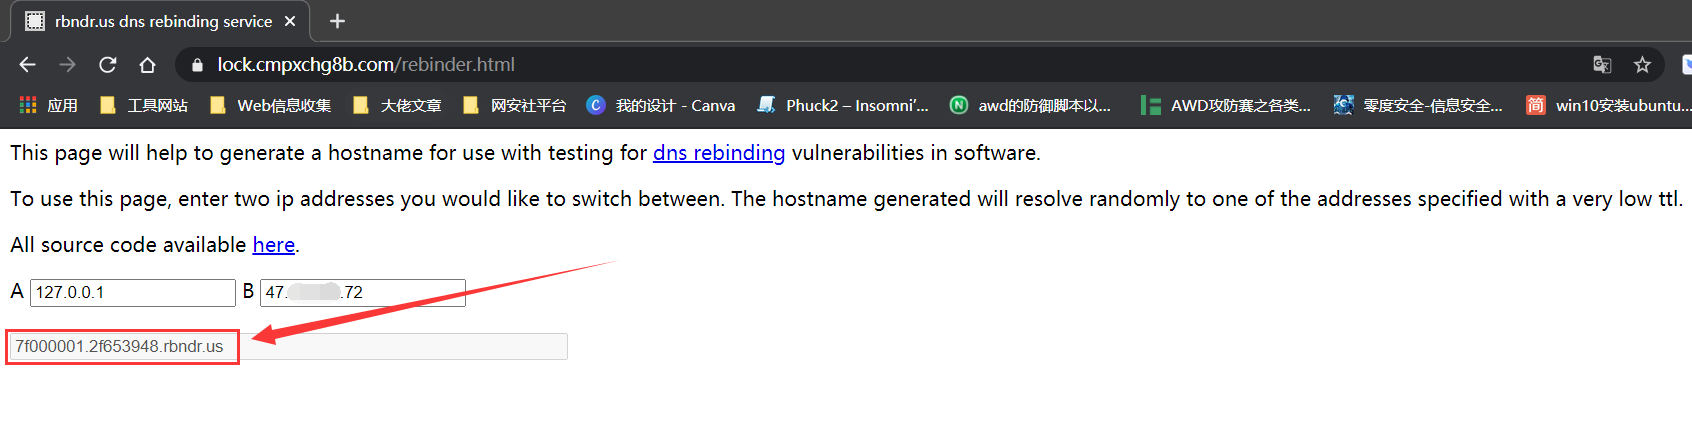 rbndr.us dns rebinding service
lock.cmpxchg8b.com/rebinder.html
应用 工具网站 Web信息收集 大佬文章 网安社平台 我的设计 - Canva Phuck2 – Insomni’... awd的防御脚本以... AWD攻防赛之各类... 零度安全-信息安全... win10安装ubuntu...
This page will help to generate a hostname for use with testing for dns rebinding vulnerabilities in software.
To use this page, enter two ip addresses you would like to switch between. The hostname generated will resolve randomly to one of the addresses specified with a very low ttl.
All source code available here.
A 127.0.0.1 B 47. .72
7f000001.2f653948.rbndr.us